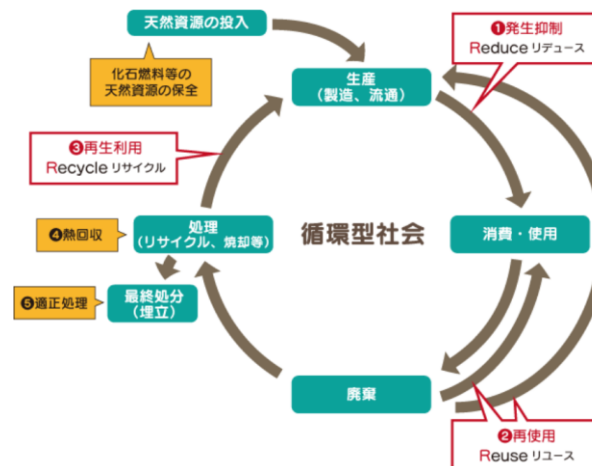 天然資源の投入
化石燃料等の
天然資源の保全
❶発生抑制
Reduce リデュース
生産
(製造、流通)
❸再生利用
Recycle リサイクル
❹熱回収
処理
(リサイクル、焼却等)
循環型社会
消費・使用
❺適正処理
最終処分
(埋立)
廃棄
❷再使用
Reuse リユース